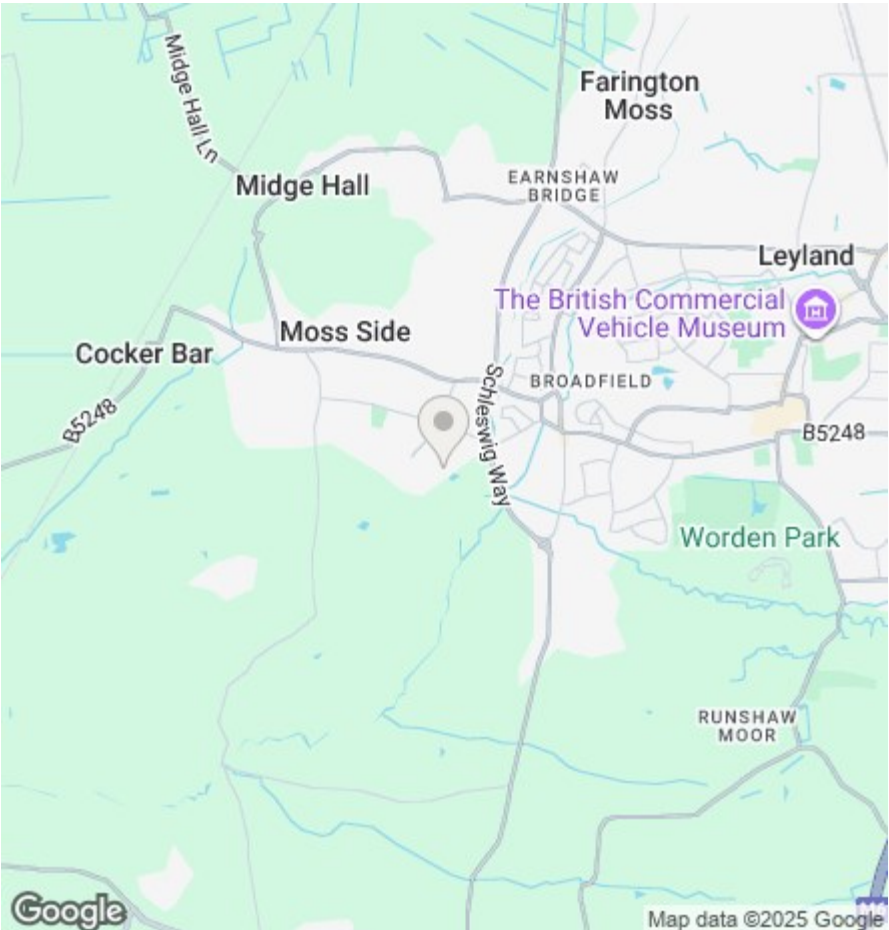 Midge Hall Ln
Farington
Moss
Midge Hall
EARNSHAW
BRIDGE
Leyland
The British Commercial
Vehicle Museum
Moss Side
Cocker Bar
Schleswig Way
BROADFIELD
B5248
B5248
Worden Park
RUNSHAW
MOOR
Google
Map data ©2025 Google